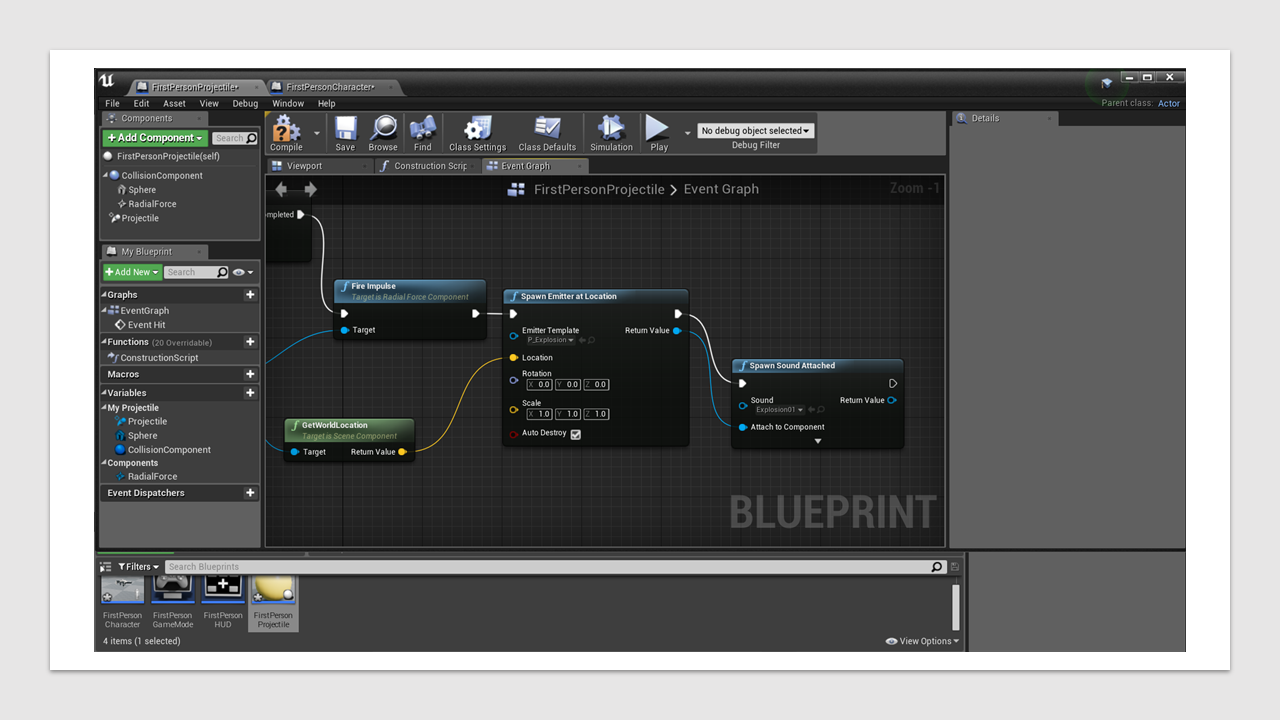 FirstPersonProjectile*
FirstPersonCharacter*
File Edit Asset View Debug Window Help
Parent class: Actor
Components
+ Add Component
Search
FirstPersonProjectile(self)
CollisionComponent
Sphere
RadialForce
Projectile
My Blueprint
+ Add New
Search
Graphs
EventGraph
Event Hit
Functions (20 Overridable)
ConstructionScript
Macros
Variables
My Projectile
Projectile
Sphere
CollisionComponent
Components
RadialForce
Event Dispatchers
Compile
Save
Browse
Find
Class Settings
Class Defaults
Simulation
Play
No debug object selected
Debug Filter
Viewport
Construction Scrip
Event Graph
FirstPersonProjectile > Event Graph
Zoom -1
mpleted
Fire Impulse
Target is Radial Force Component
Target
GetWorldLocation
Target is Scene Component
Target Return Value
Spawn Emitter at Location
Emitter Template Return Value
P_Explosion
Location
Rotation
X 0.0 Y 0.0 Z 0.0
Scale
X 1.0 Y 1.0 Z 1.0
Auto Destroy
Spawn Sound Attached
Sound Return Value
Explosion01
Attach to Component
BLUEPRINT
Details
Filters
Search Blueprints
FirstPerson
Character
FirstPerson
GameMode
FirstPerson
HUD
FirstPerson
Projectile
4 items (1 selected)
View Options